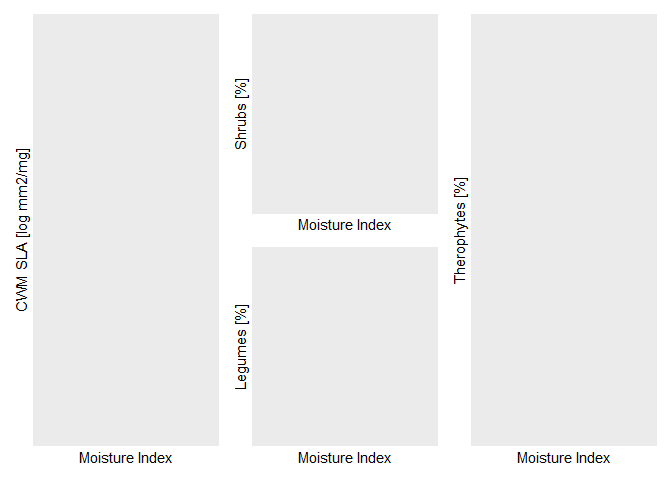 CWM SLA [log mm2/mg]
Moisture Index
Shrubs [%]
Moisture Index
Legumes [%]
Moisture Index
Therophytes [%]
Moisture Index